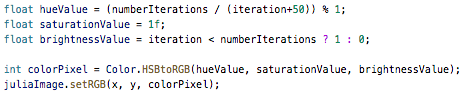 float hueValue = (numberIterations / (iteration+50)) % 1;
float saturationValue = 1f;
float brightnessValue = iteration < numberIterations ? 1 : 0;
int colorPixel = Color.HSBtoRGB(hueValue, saturationValue, brightnessValue);
juliaImage.setRGB(x, y, colorPixel);